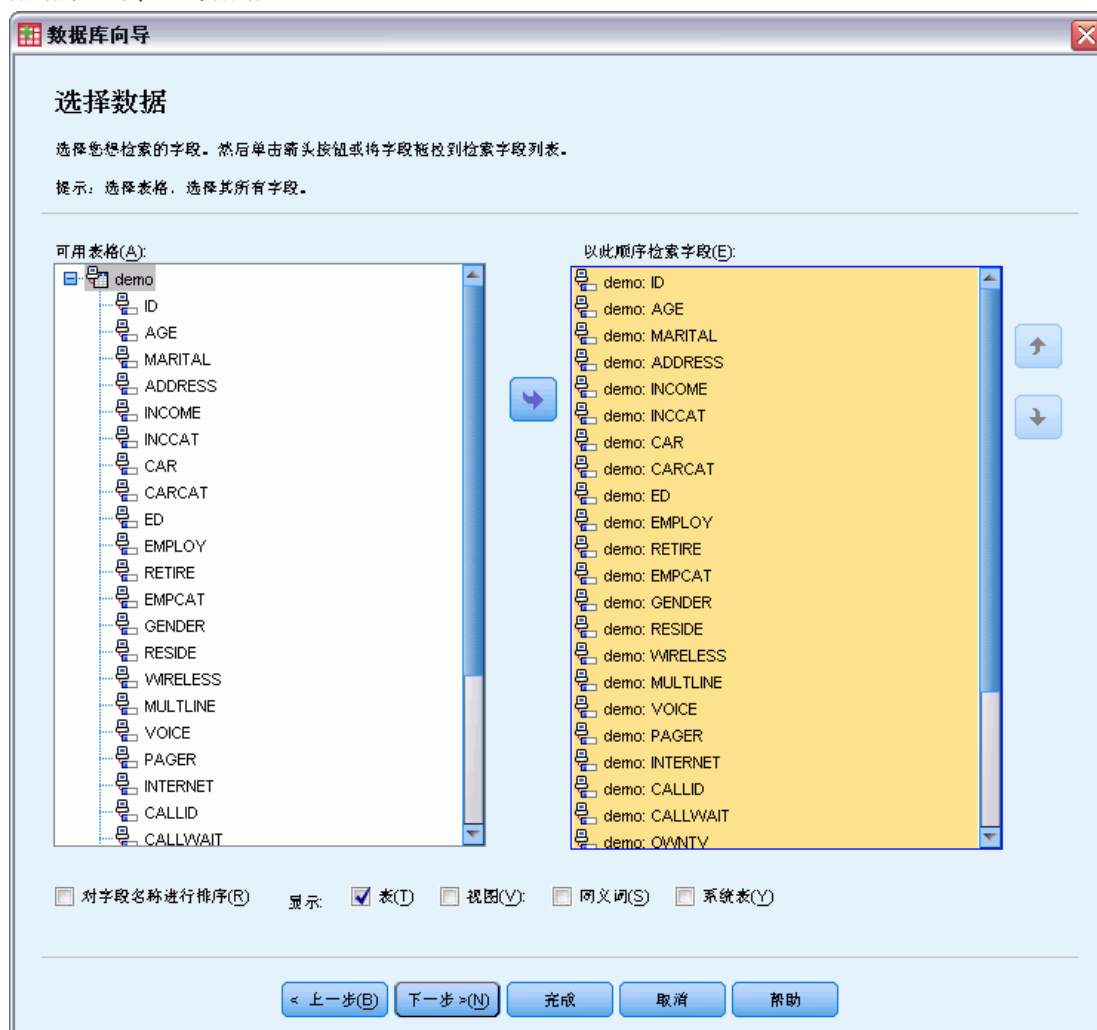 数据库向导
选择数据
选择您想检索的字段。然后单击箭头按钮或将字段拖拉到检索字段列表。
提示：选择表格，选择其所有字段。
可用表格(A):
demo
ID
AGE
MARITAL
ADDRESS
INCOME
INCCAT
CAR
CARCAT
ED
EMPLOY
RETIRE
EMPCAT
GENDER
RESIDE
WIRELESS
MULTLINE
VOICE
PAGER
INTERNET
CALLID
CALLWAIT
以此顺序检索字段(E):
demo: ID
demo: AGE
demo: MARITAL
demo: ADDRESS
demo: INCOME
demo: INCCAT
demo: CAR
demo: CARCAT
demo: ED
demo: EMPLOY
demo: RETIRE
demo: EMPCAT
demo: GENDER
demo: RESIDE
demo: WIRELESS
demo: MULTLINE
demo: VOICE
demo: PAGER
demo: INTERNET
demo: CALLID
demo: CALLWAIT
demo: OWNTV
对字段名称进行排序(R) 显示: 表(T) 视图(V): 同义词(S) 系统表(Y)
< 上一步(B) 下一步 >(N) 完成 取消 帮助